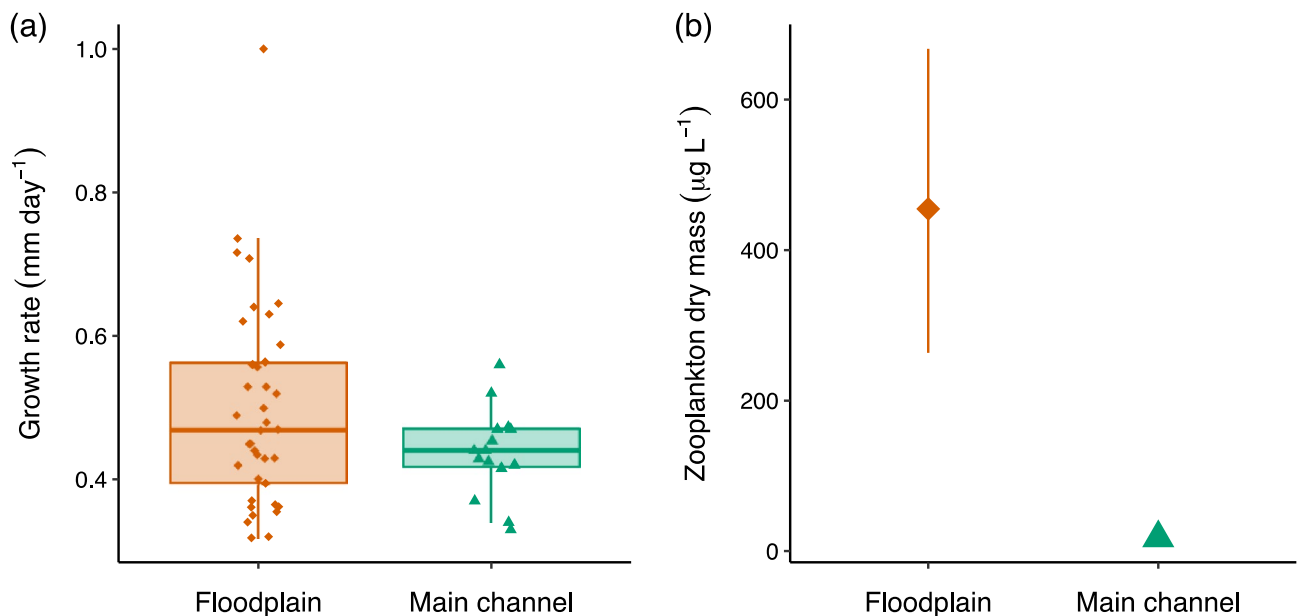 (a)
Growth rate (mm day⁻¹)
1.0
0.8
0.6
0.4
Floodplain
Main channel
(b)
Zooplankton dry mass (μg L⁻¹)
600
400
200
0
Floodplain
Main channel